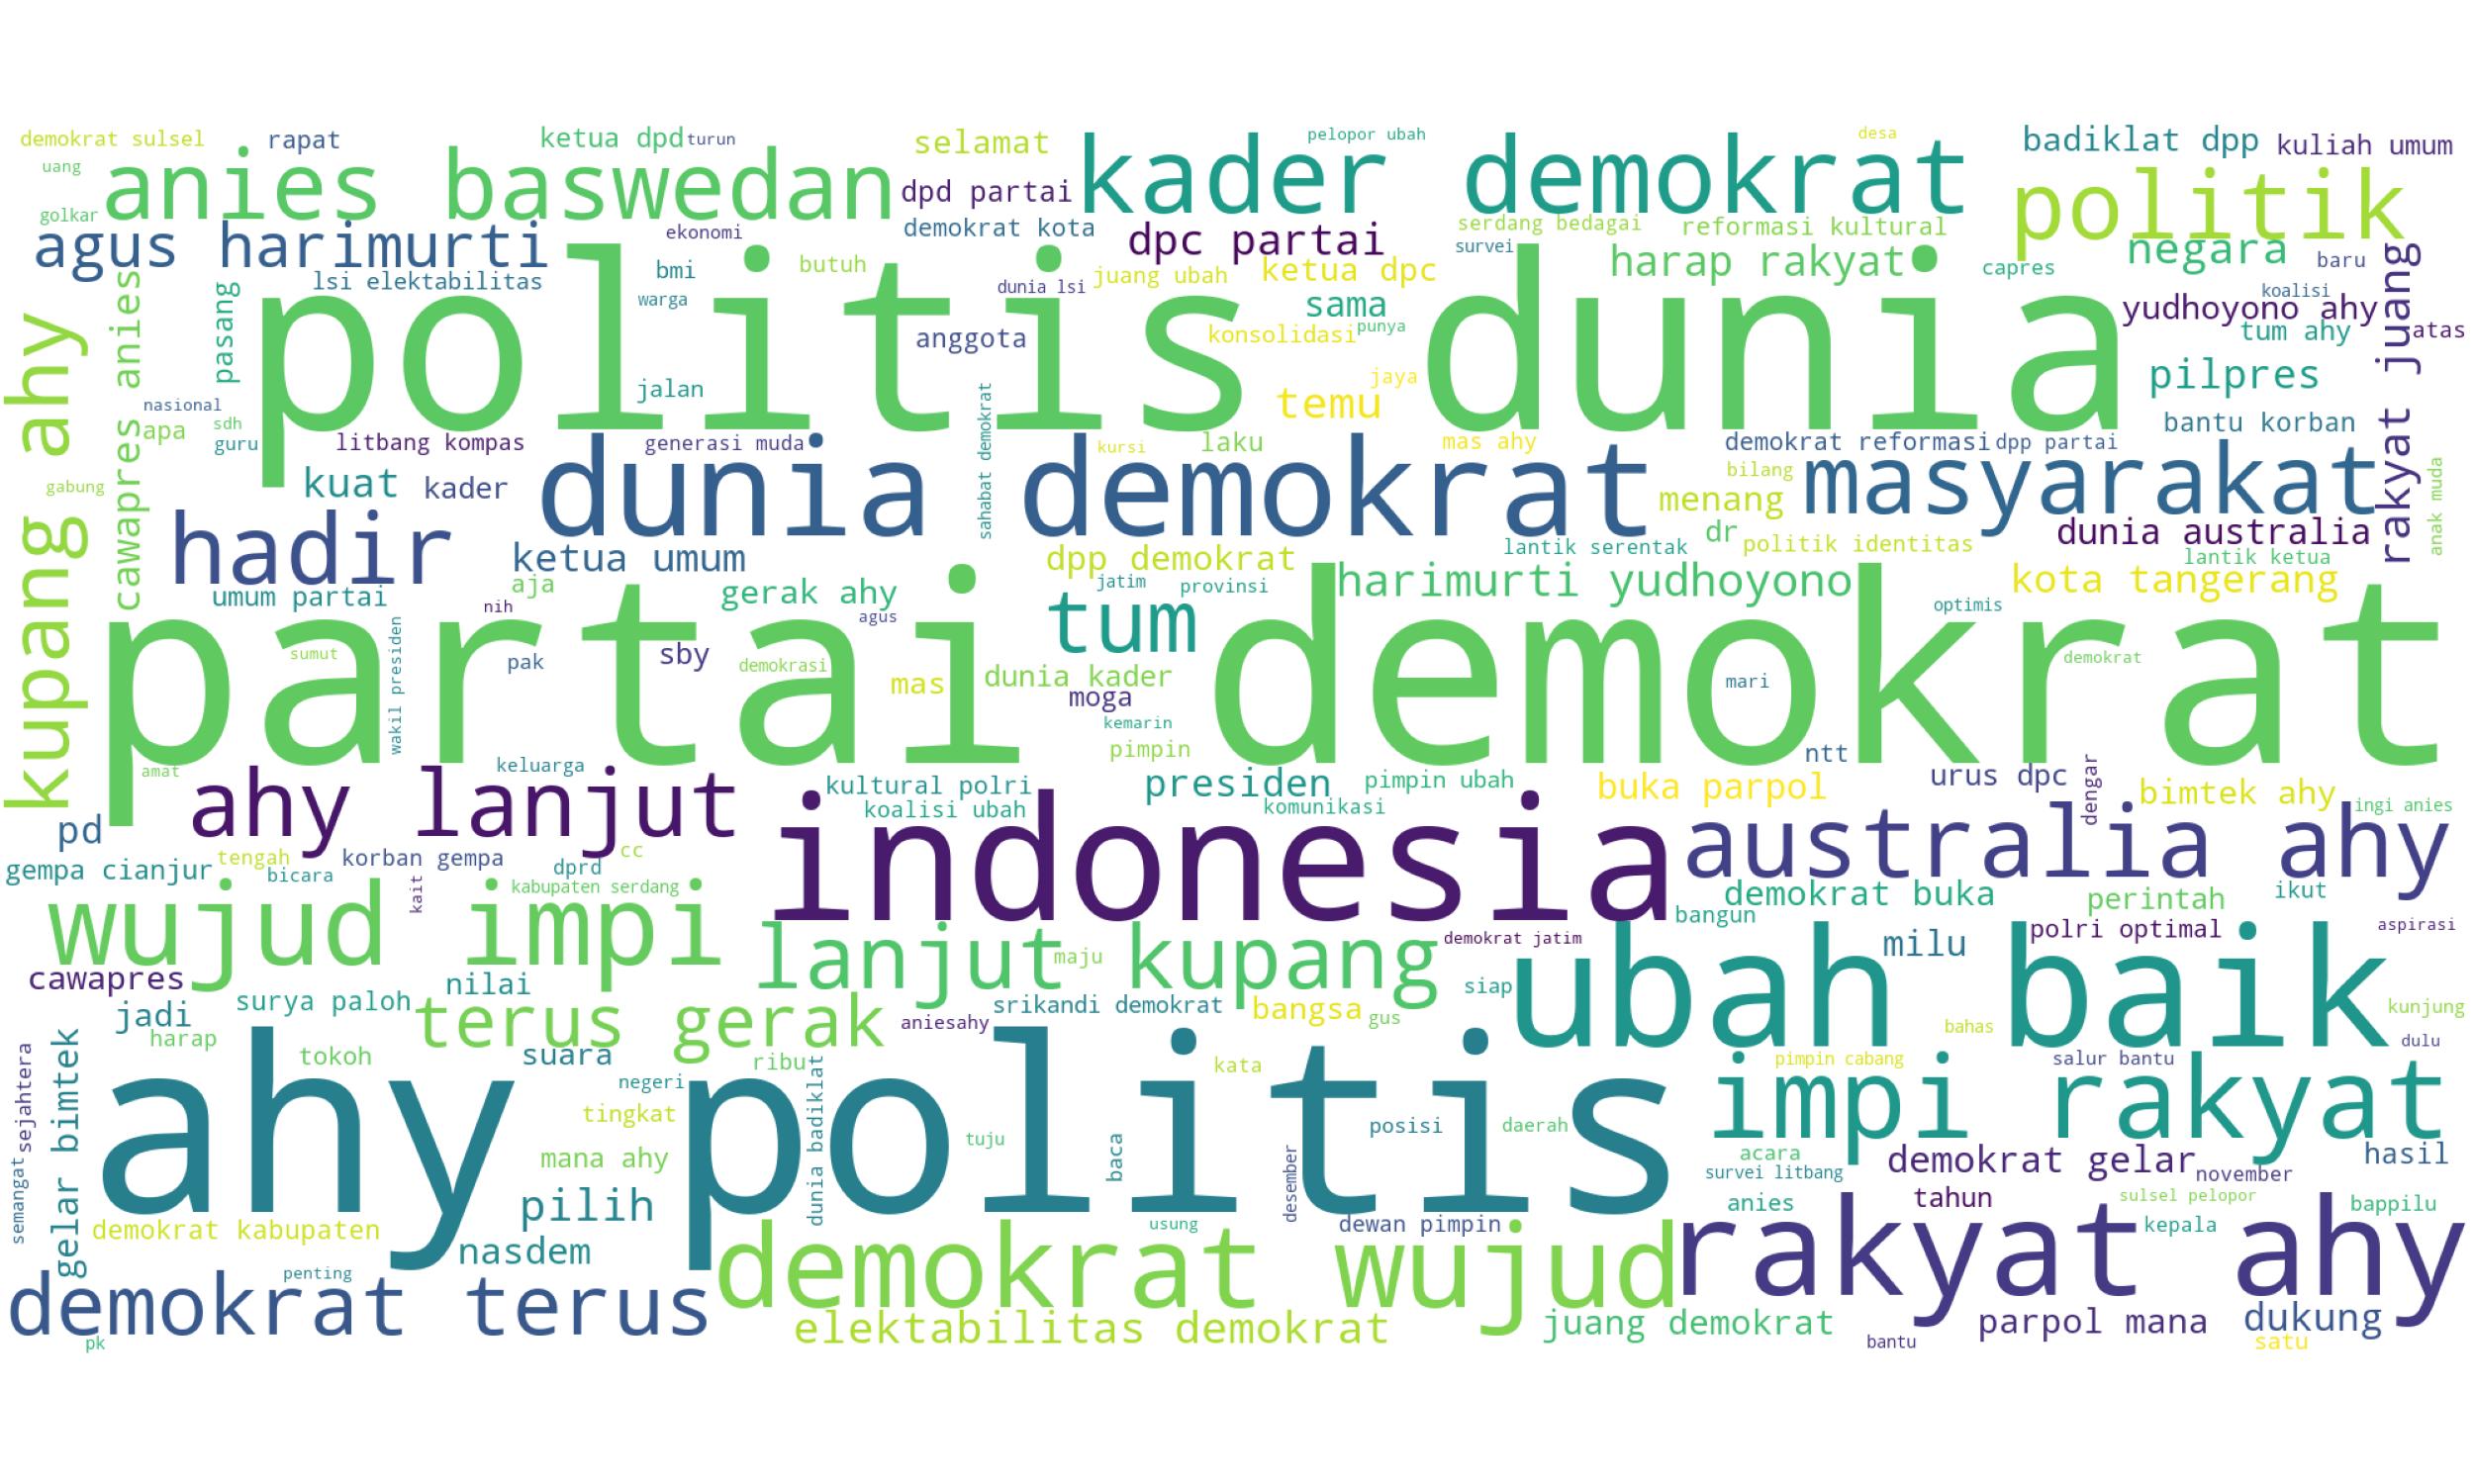 demokrat sulsel
rapat
ketua dpd
turun
selamat
pelopor ubah
desa
badiklat dpp
kuliah umum
uang
anies baswedan
dpd partai
kader demokrat
politik
golkar
agus harimurti
ekonomi
demokrat kota
dpc partai
serdang bedagai
reformasi kultural
survei
negara
baru
lsi elektabilitas
bmi
butuh
dunia lsi
juang ubah
ketua dpc
harap rakyat
capres
koalisi
pasang
warga
politis dunia
sama
yudhoyono ahy
rakyat juang
kupang ahy
cawapres anies
anggota
konsolidasi
punya
tum ahy
atas
jalan
temu
jaya
pilpres
nasional
sdh
apa
guru
litbang kompas
generasi muda
sahabat demokrat
kursi
laku
mas ahy
demokrat reformasi
dpp partai
bantu korban
gabung
kuat
kader
dunia demokrat
bilang
menang
masyarakat
anak muda
hadir
ketua umum
dpp demokrat
lantik serentak
dr
politik identitas
dunia australia
lantik ketua
umum partai
aja
nih
gerak ahy
agus
jatim
provinsi
harimurti yudhoyono
kota tangerang
optimis
tum
partai demokrat
sumut
wakil presiden
pak
sby
demokrasi
mas
dunia kader
moga
mari
demokrat
kemarin
pimpin
ntt
amat
keluarga
ahy lanjut
kultural polri
koalisi ubah
presiden
komunikasi
pimpin ubah
buka parpol
urus dpc
dengar
bimtek ahy
ingi anies
pd
indonesia
australia ahy
gempa cianjur
tengah
bicara
korban gempa
kait
dprd
cc
kabupaten serdang
demokrat buka
perintah
ikut
wujud impi
bangun
lanjut kupang
maju
demokrat jatim
ubah baik
milu
polri optimal
aspirasi
cawapres
jadi
surya paloh
nilai
srikandi demokrat
bangsa
gus
siap
kunjung
harap
terus gerak
aniesahy
bahas
dulu
gelar bimtek
tokoh
suara
ribu
kata
pimpin cabang
salur bantu
sejahtera
semangat
ahy politis
negeri
tingkat
dunia badiklat
tuju
baca
desember
posisi
daerah
impi rakyat
mana ahy
acara
survei litbang
demokrat gelar
november
hasil
pilih
anies
tahun
sulsel pelopor
bappilu
demokrat kabupaten
nasdem
usung
dewan pimpin
kepala
rakyat ahy
demokrat wujud
penting
demokrat terus
elektabilitas demokrat
juang demokrat
parpol mana
dukung
pk
bantu
satu